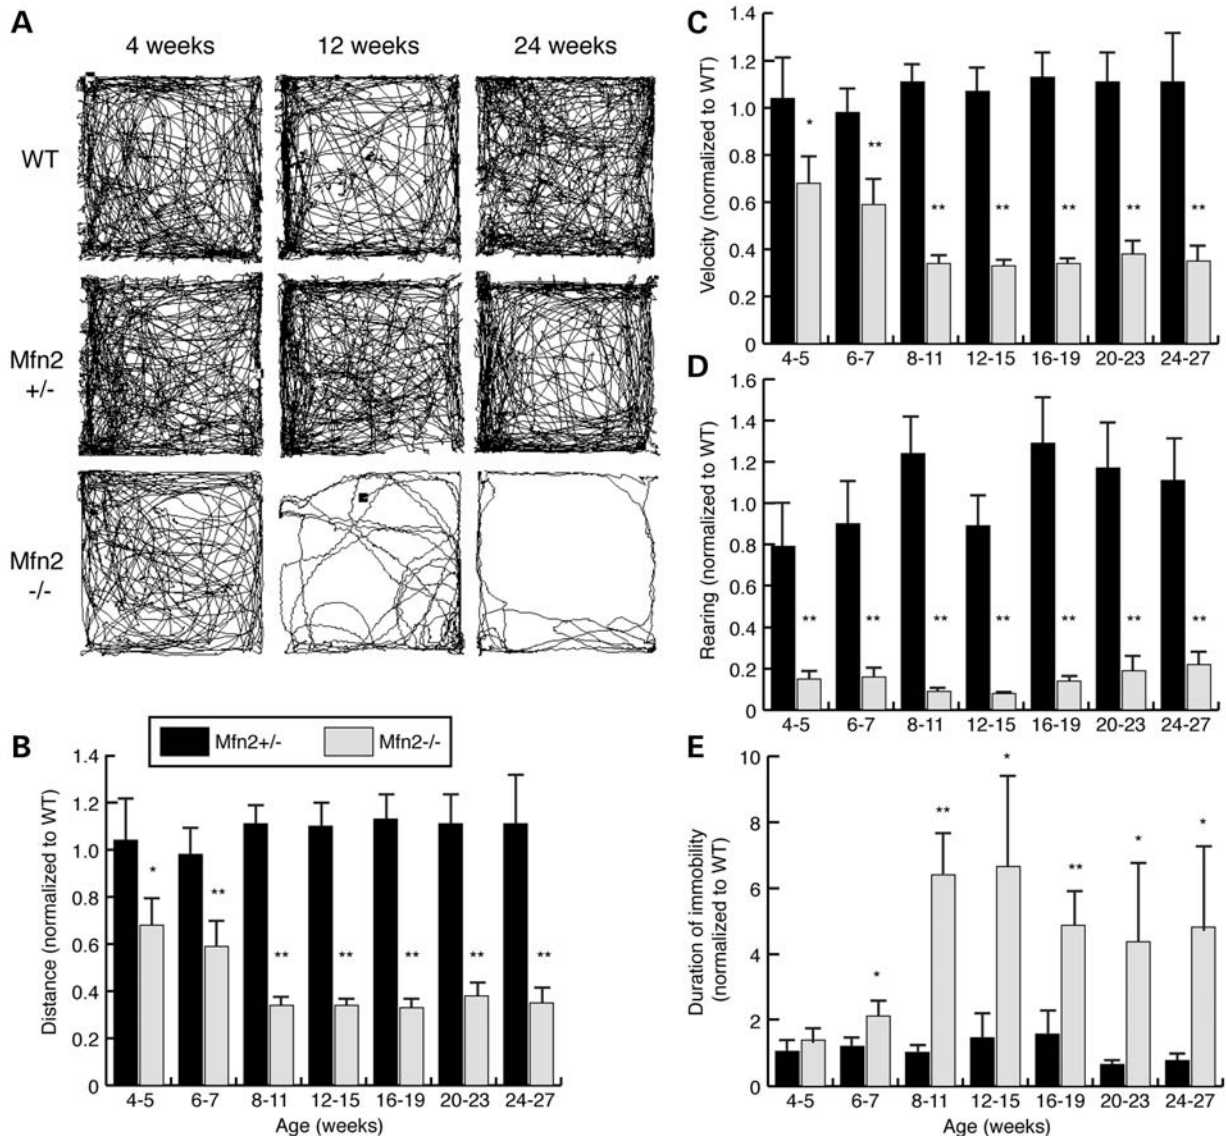 A
4 weeks 12 weeks 24 weeks
WT
Mfn2
+/-
Mfn2
-/-
B
Mfn2+/- Mfn2-/-
Distance (normalized to WT)
1.4
1.2
1.0
0.8
0.6
0.4
0.2
0
* ** ** ** ** ** **
4-5 6-7 8-11 12-15 16-19 20-23 24-27
Age (weeks)
C
Velocity (normalized to WT)
1.4
1.2
1.0
0.8
0.6
0.4
0.2
0
* ** ** ** ** ** **
4-5 6-7 8-11 12-15 16-19 20-23 24-27
D
Rearing (normalized to WT)
1.6
1.4
1.2
1.0
0.8
0.6
0.4
0.2
0
** ** ** ** ** ** **
4-5 6-7 8-11 12-15 16-19 20-23 24-27
E
Duration of immobility
(normalized to WT)
10
8
6
4
2
0
* ** * ** * *
4-5 6-7 8-11 12-15 16-19 20-23 24-27
Age (weeks)